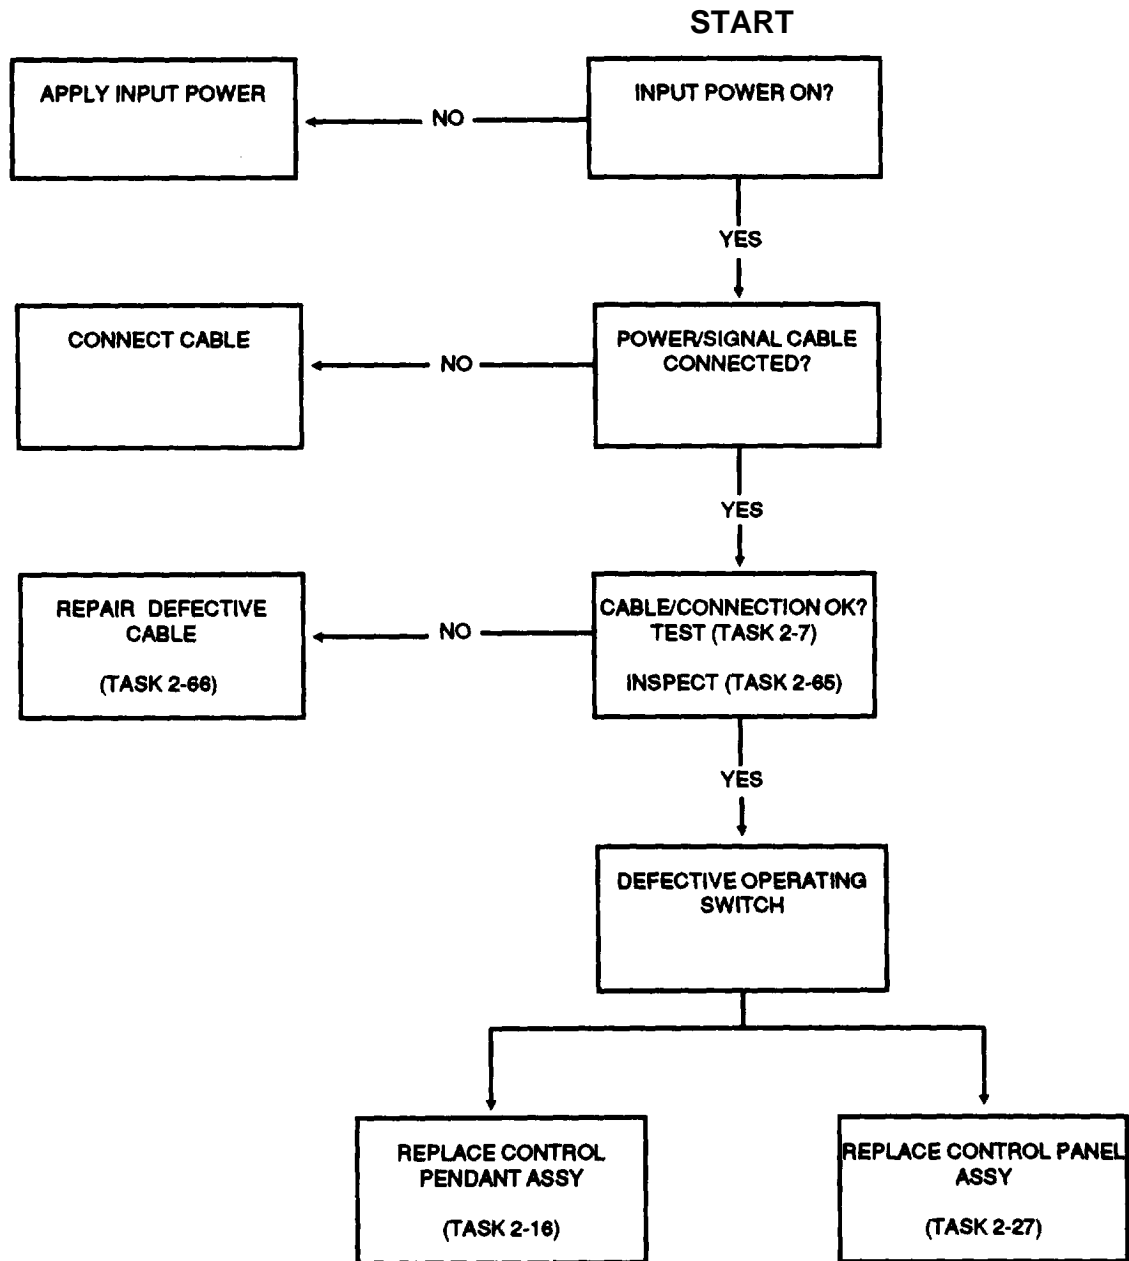 START
APPLY INPUT POWER
INPUT POWER ON?
NO
YES
CONNECT CABLE
POWER/SIGNAL CABLE
CONNECTED?
NO
YES
REPAIR DEFECTIVE
CABLE
(TASK 2-66)
CABLE/CONNECTION OK?
TEST (TASK 2-7)
INSPECT (TASK 2-65)
NO
YES
DEFECTIVE OPERATING
SWITCH
REPLACE CONTROL
PENDANT ASSY
(TASK 2-16)
REPLACE CONTROL PANEL
ASSY
(TASK 2-27)